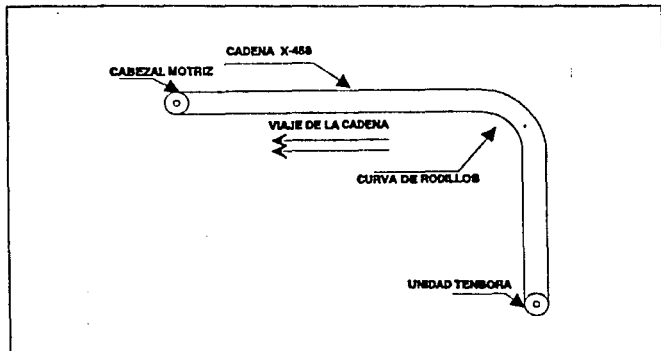 CADENA X-458
CABEZAL MOTRIZ
VIAJE DE LA CADENA
CURVA DE RODILLOS
UNIDAD TENSORA